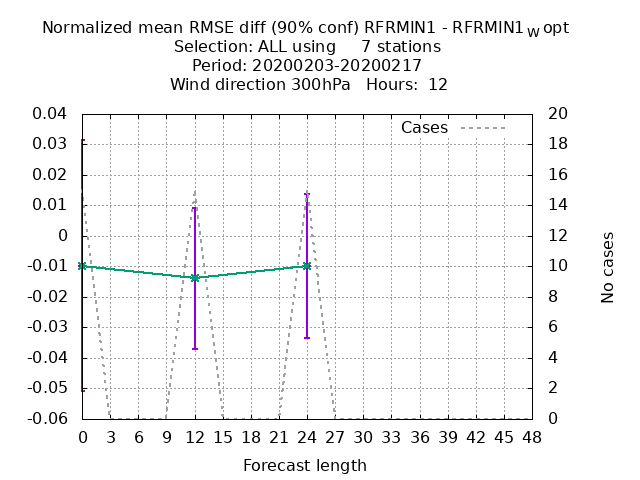 Normalized mean RMSE diff (90% conf) RFRMIN1 - RFRMIN1W opt
Selection: ALL using 7 stations
Period: 20200203-20200217
Wind direction 300hPa Hours: 12
0.04
0.03
0.02
0.01
0
-0.01
-0.02
-0.03
-0.04
-0.05
-0.06
Cases
20
18
16
14
12
10
8
6
4
2
0
No cases
0 3 6 9 12 15 18 21 24 27 30 33 36 39 42 45 48
Forecast length